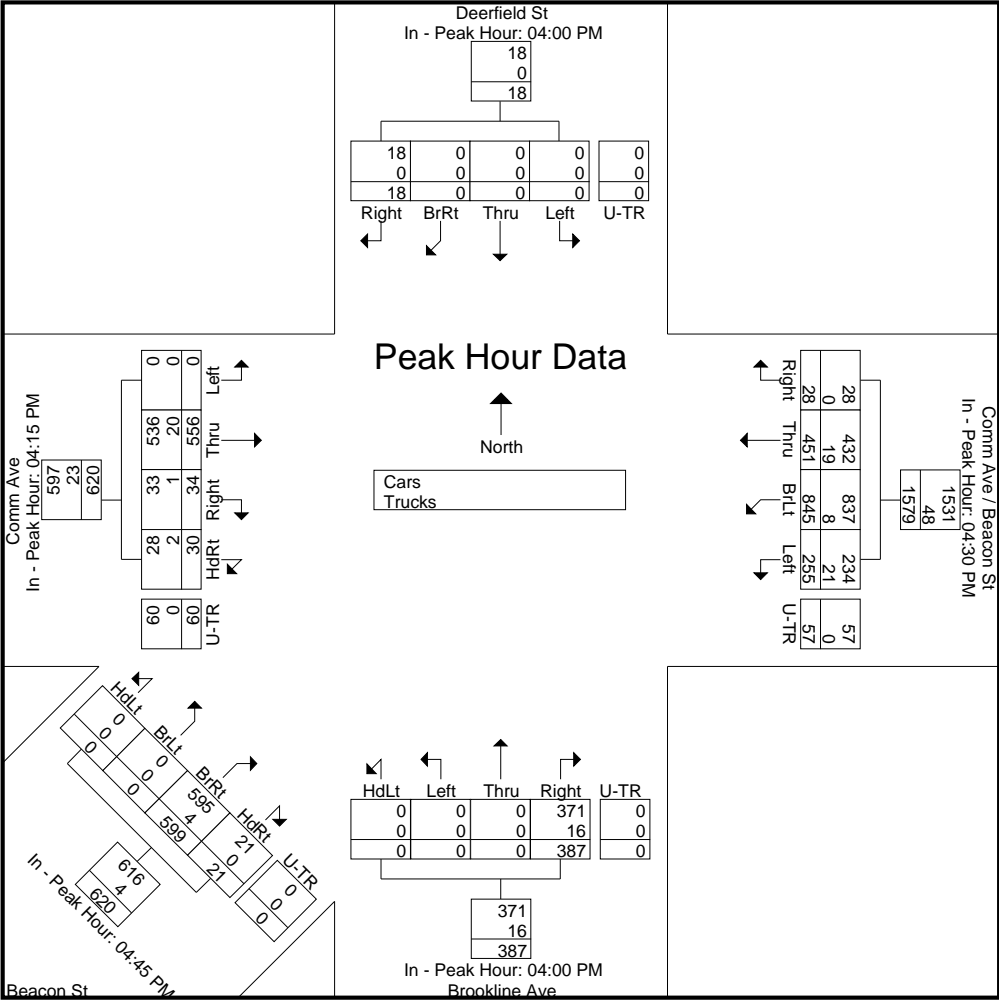 Deerfield St
In - Peak Hour: 04:00 PM
18
0
18
18 0 0 0 0
0 0 0 0 0
18 0 0 0 0
Right BrRt Thru Left U-TR
Peak Hour Data
North
Cars
Trucks
Comm Ave
In - Peak Hour: 04:15 PM
597
23
620
0 0 0 Left
536 20 556 Thru
33 1 34 Right
28 2 30 HdRt
60 0 60 U-TR
Comm Ave / Beacon St
In - Peak Hour: 04:30 PM
1531
48
1579
Right 28 0 28
Thru 451 19 432
BrLt 845 8 837
Left 255 21 234
U-TR 57 0 57
HdLt BrLt BrRt HdRt U-TR
0 0 595 21 0
0 0 4 0 0
0 0 599 21 0
616
4
620
In - Peak Hour: 04:45 PM
Beacon St
HdLt Left Thru Right U-TR
0 0 0 371 0
0 0 0 16 0
0 0 0 387 0
371
16
387
In - Peak Hour: 04:00 PM
Brookline Ave